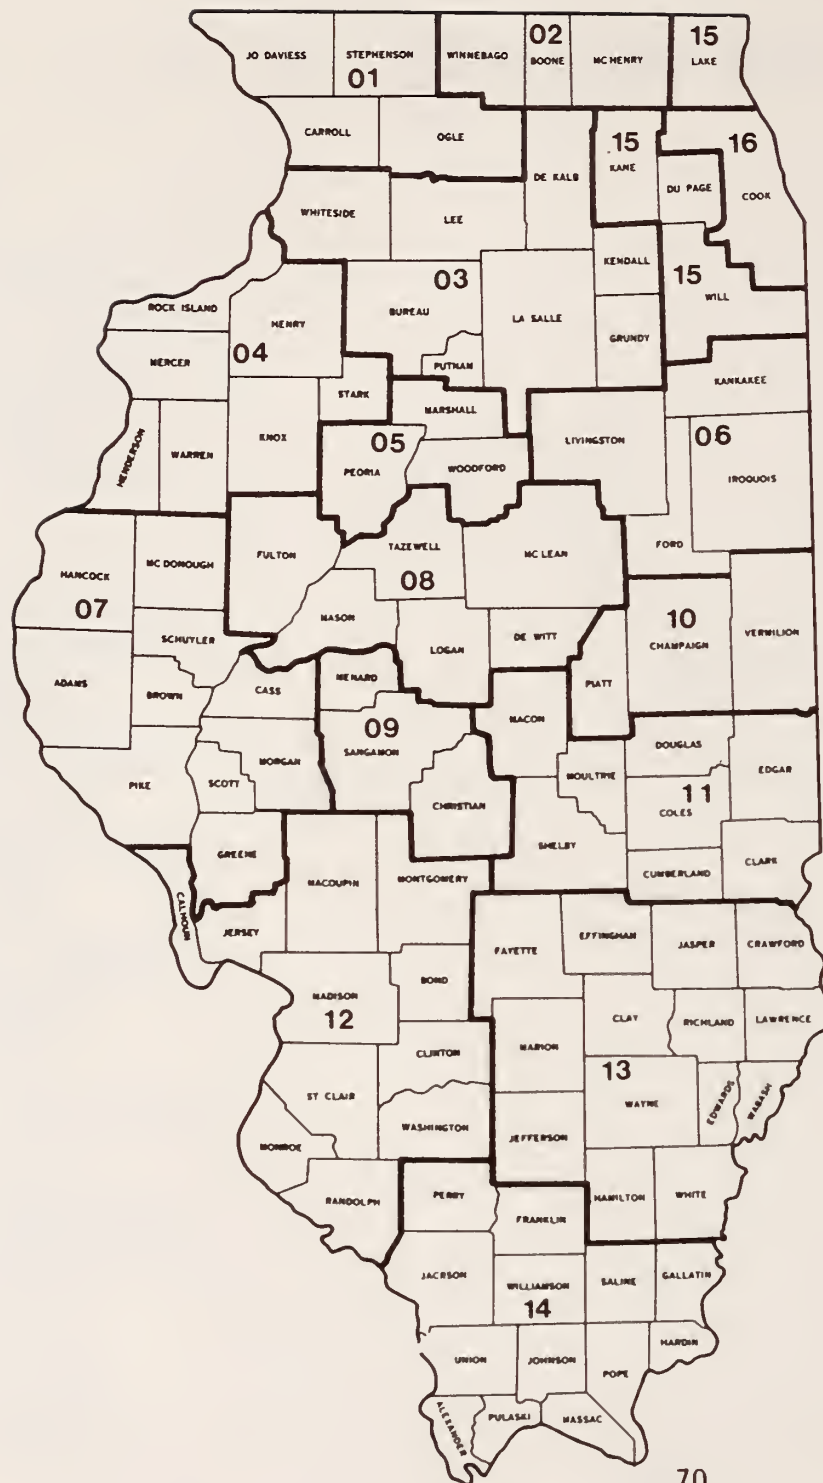 JO DAVIESS
STEPHENSON
01
WINNEBAGO
02
BOONE
MC HENRY
15
LAKE
CARROLL
OGLE
DE KALB
15
KANE
16
DU PAGE
COOK
WHITESIDE
LEE
KENDALL
15
WILL
ROCK ISLAND
HENRY
03
BUREAU
LA SALLE
GRUNDY
PUTNAM
MERCER
04
STARK
KANKAKEE
MARSHALL
HENDERSON
WARREN
KNOX
05
PEORIA
WOODFORD
LIVINGSTON
06
IROQUOIS
FORD
FULTON
TAZEWELL
08
MC LEAN
HANCOCK
07
MC DONOUGH
MASON
SCHUYLER
LOGAN
DE WITT
10
CHAMPAIGN
VERMILION
ADAMS
BROWN
CASS
MENARD
PIATT
MACON
09
SANGAMON
MORGAN
DOUGLAS
EDGAR
PIKE
SCOTT
CHRISTIAN
MOULTRIE
11
COLES
SHELBY
GREENE
MACOUPIN
MONTGOMERY
CUMBERLAND
CLARK
CALHOUN
JERSEY
FAYETTE
EFFINGHAM
JASPER
CRAWFORD
MADISON
12
BOND
CLAY
RICHLAND
LAWRENCE
MARION
CLINTON
13
WAYNE
EDWARDS
WABASH
ST CLAIR
WASHINGTON
JEFFERSON
MONROE
RANDOLPH
PERRY
HAMILTON
WHITE
FRANKLIN
JACKSON
WILLIAMSON
14
SALINE
GALLATIN
UNION
JOHNSON
POPE
HARDIN
ALEXANDER
PULASKI
MASSAC
70